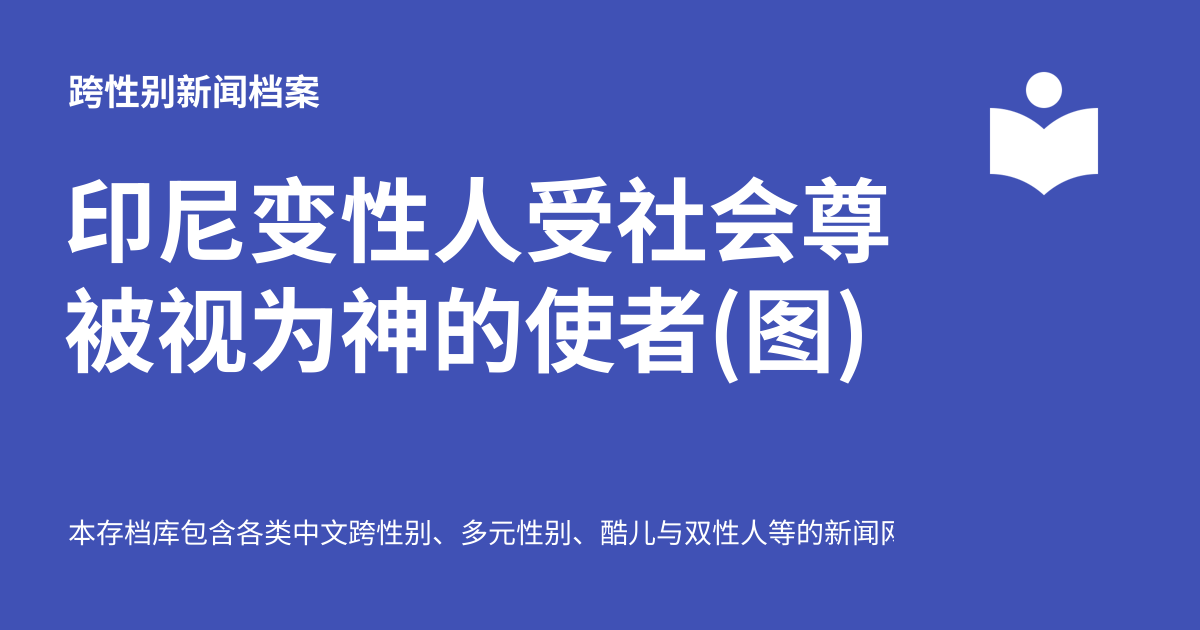 跨性别新闻档案
印尼变性人受社会尊
被视为神的使者(图)
本存档库包含各类中文跨性别、多元性别、酷儿与双性人等的新闻